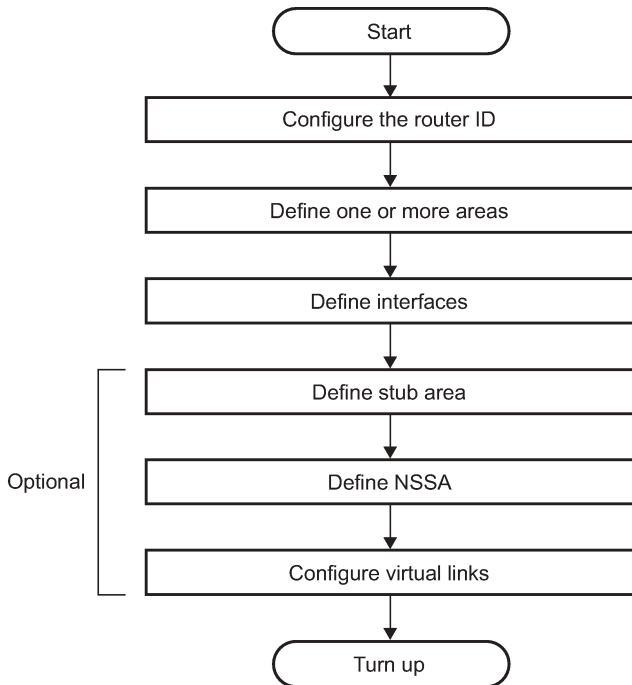 Start
Configure the router ID
Define one or more areas
Define interfaces
Define stub area
Optional
Define NSSA
Configure virtual links
Turn up